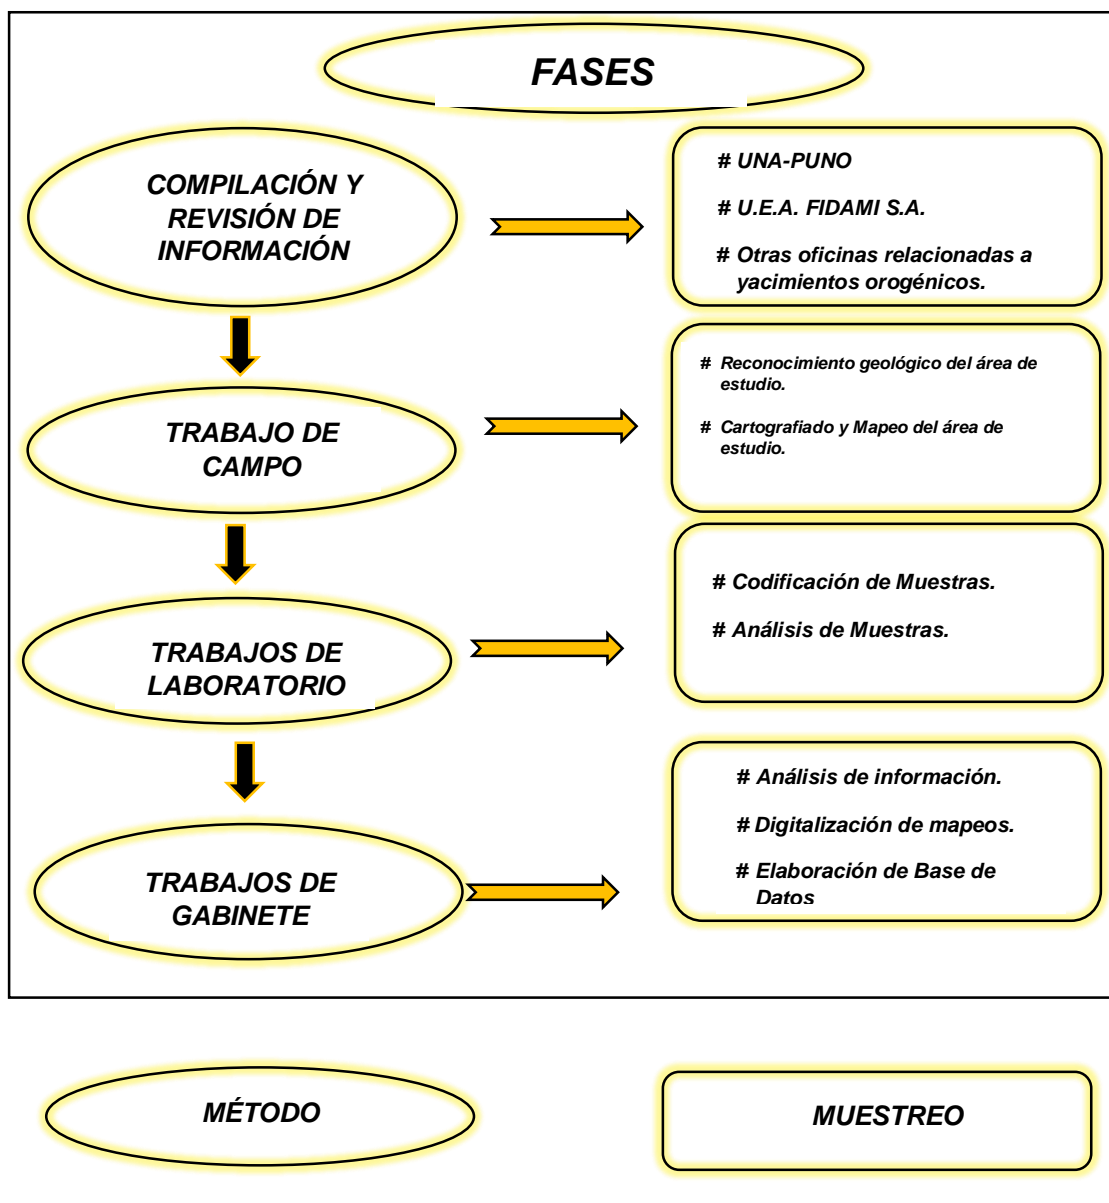 FASES
COMPILACIÓN Y
REVISIÓN DE
INFORMACIÓN
# UNA-PUNO
# U.E.A. FIDAMI S.A.
# Otras oficinas relacionadas a
yacimientos orogénicos.
TRABAJO DE
CAMPO
# Reconocimiento geológico del área de
estudio.
# Cartografiado y Mapeo del área de
estudio.
TRABAJOS DE
LABORATORIO
# Codificación de Muestras.
# Análisis de Muestras.
TRABAJOS DE
GABINETE
# Análisis de información.
# Digitalización de mapeos.
# Elaboración de Base de
Datos
MÉTODO
MUESTREO